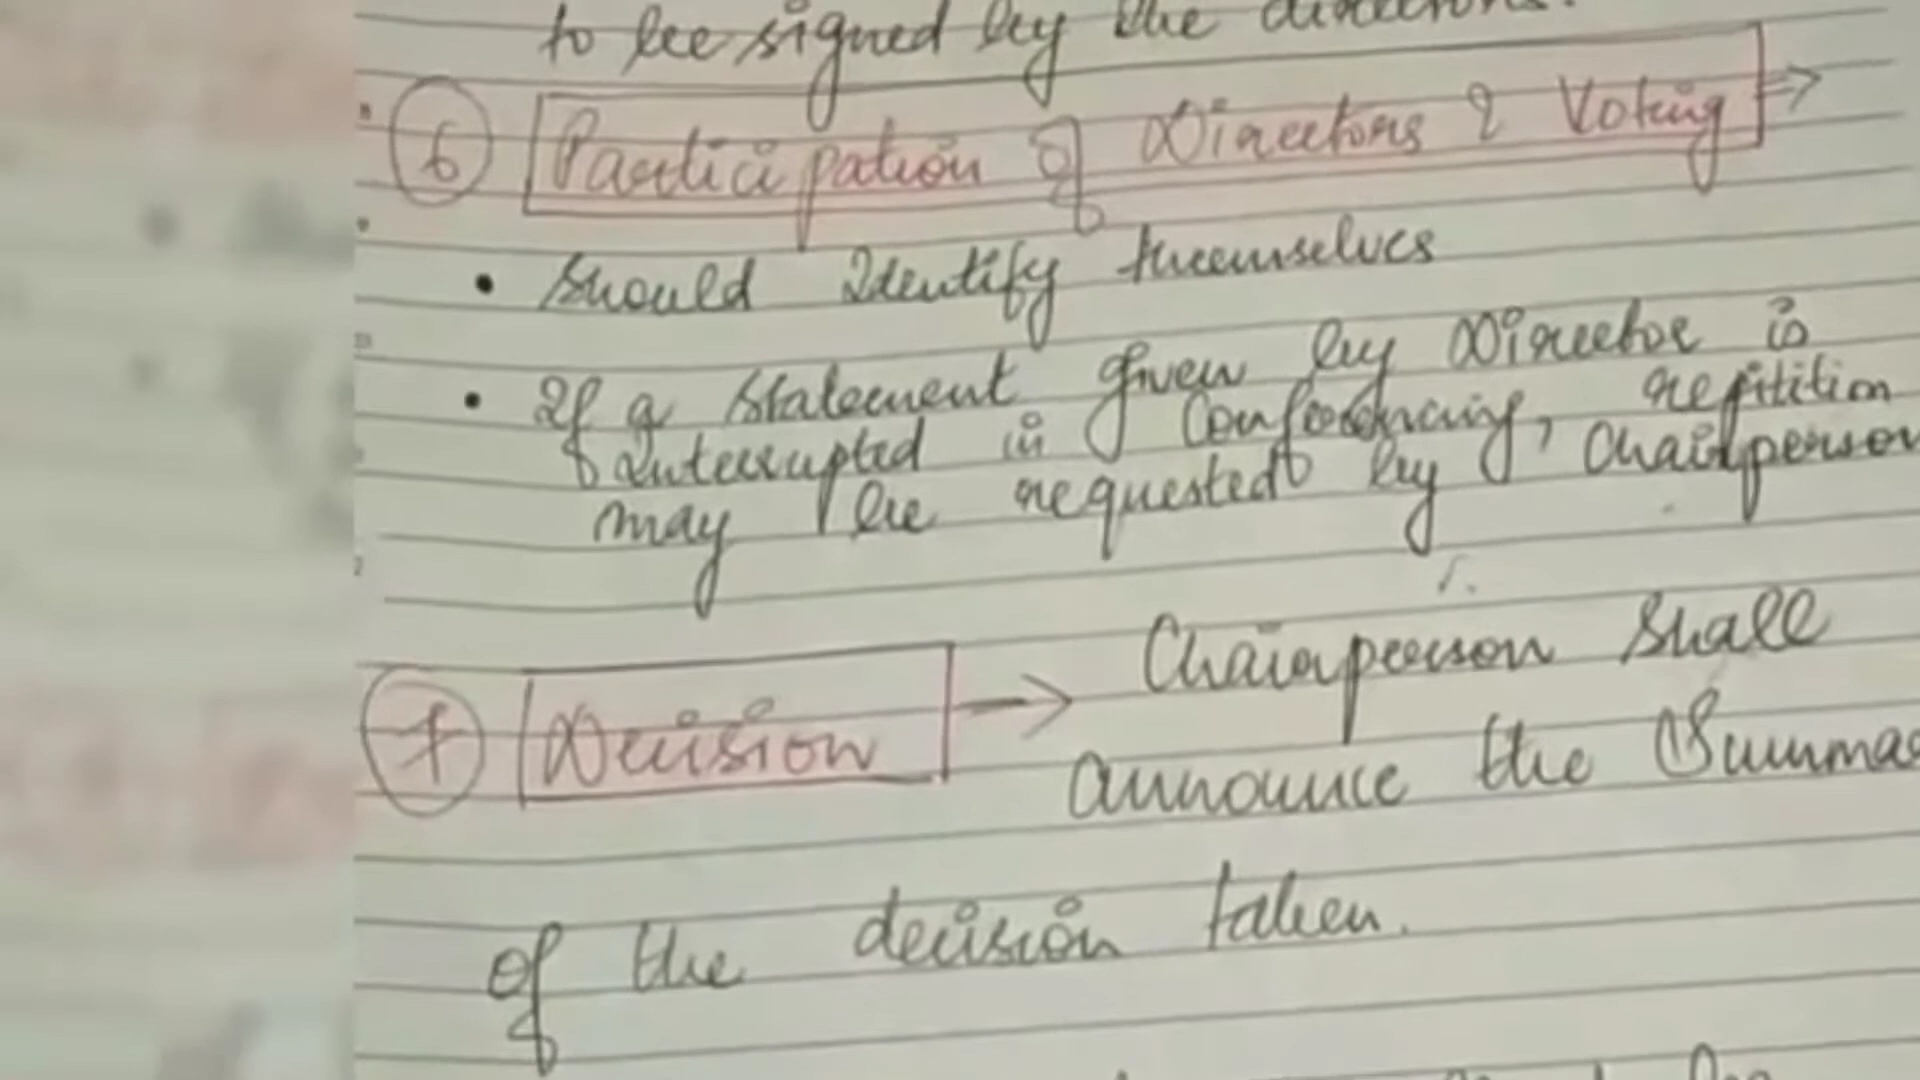 to be signed by the directors.
6 Participation of Directors & Voting →
• Should Identify themselves
• If a statement given by Director is
interrupted in Conferencing, repitition
may be requested by Chairperson
7 Decision → Chairperson shall
announce the Summa
of the decision taken.